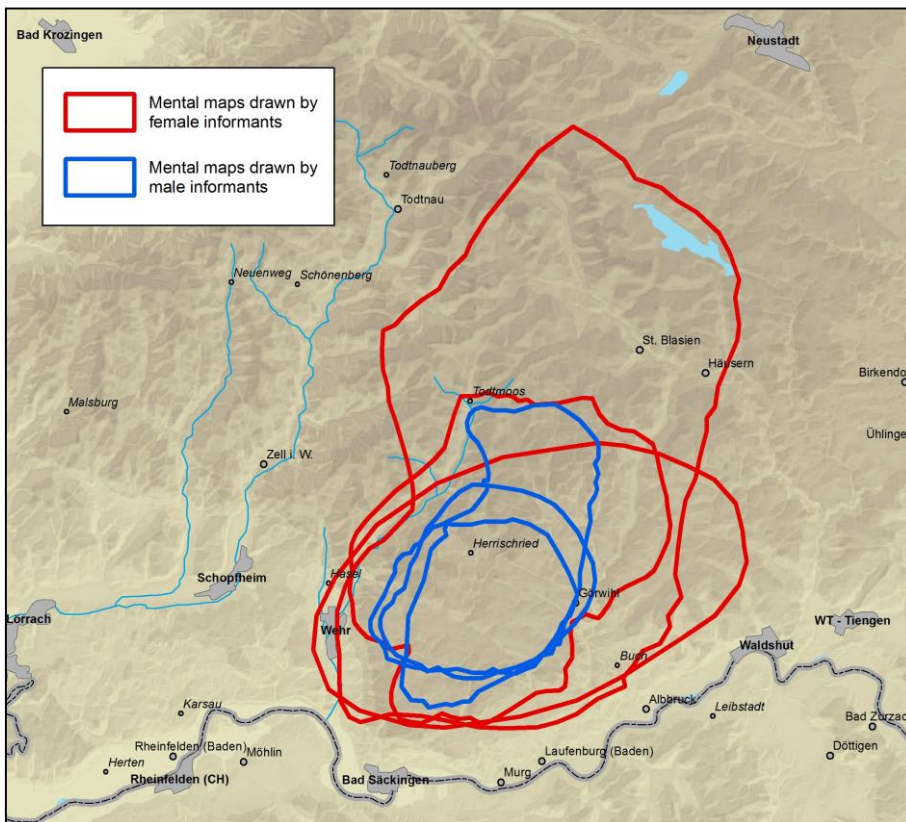 Bad Krozingen
Neustadt
Mental maps drawn by
female informants
Mental maps drawn by
male informants
Todtnauberg
Todtnau
Neuenweg
Schönenberg
St. Blasien
Häusern
Birkendo
Malsburg
Todtmoos
Ühlinge
Zell i. W.
Herrischried
Schopfheim
Hasel
Görwihl
Lörrach
Wehr
WT - Tiengen
Waldshut
Buch
Albbruck
Leibstadt
Karsau
Bad Zurzac
Rheinfelden (Baden)
Möhlin
Laufenburg (Baden)
Döttigen
Herten
Rheinfelden (CH)
Bad Säckingen
Murg